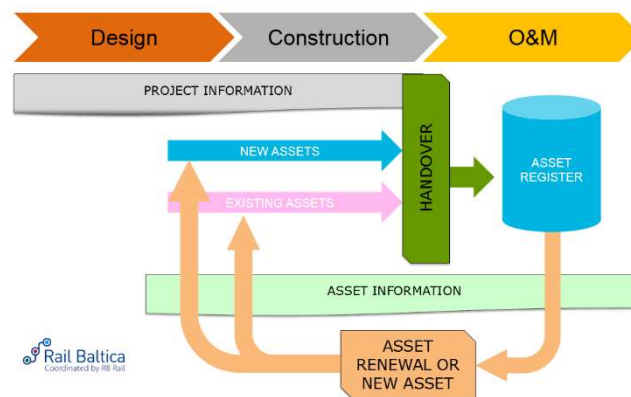 Design
Construction
O&M
PROJECT INFORMATION
HANDOVER
NEW ASSETS
EXISTING ASSETS
ASSET
REGISTER
ASSET INFORMATION
ASSET
RENEWAL OR
NEW ASSET
Rail Baltica
Coordinated by RB Rail